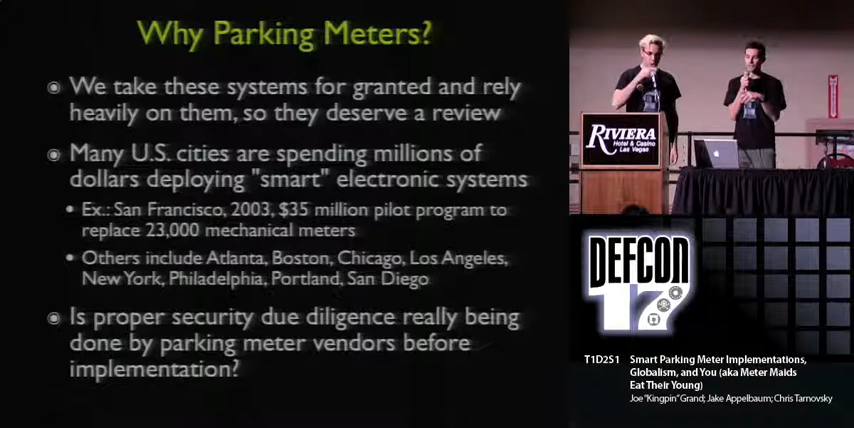 Why Parking Meters?
We take these systems for granted and rely
heavily on them, so they deserve a review
Many U.S. cities are spending millions of
dollars deploying "smart" electronic systems
Ex.: San Francisco, 2003, $35 million pilot program to
replace 23,000 mechanical meters
Others include Atlanta, Boston, Chicago, Los Angeles,
New York, Philadelphia, Portland, San Diego
Is proper security due diligence really being
done by parking meter vendors before
implementation?
RIVIERA
Hotel & Casino
Las Vegas
DEFCON
17
T1D2S1 Smart Parking Meter Implementations,
Globalism, and You (aka Meter Maids
Eat Their Young)
Joe "Kingpin" Grand; Jake Appelbaum; Chris Tarnovsky